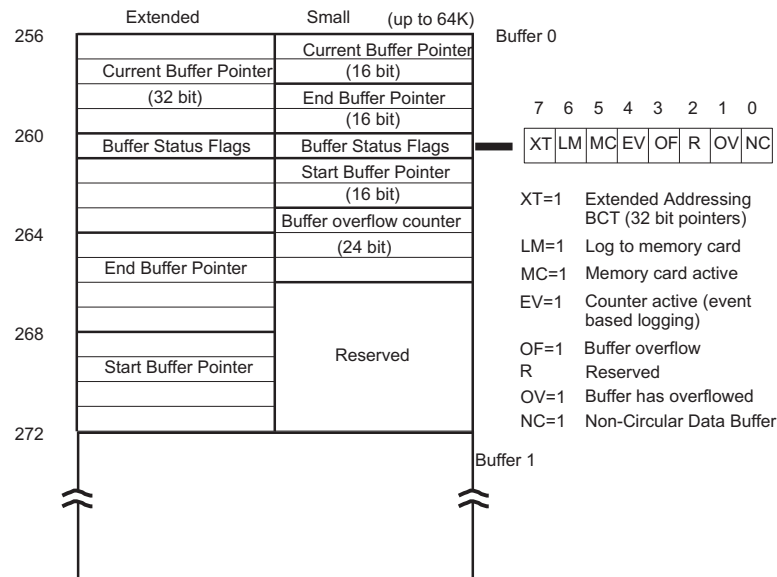 Extended Small (up to 64K)
256 Buffer 0
Current Buffer Pointer
(16 bit)
Current Buffer Pointer
(32 bit)
End Buffer Pointer
(16 bit)
7 6 5 4 3 2 1 0
260 Buffer Status Flags Buffer Status Flags XT LM MC EV OF R OV NC
Start Buffer Pointer
(16 bit)
264 Buffer overflow counter
(24 bit)
End Buffer Pointer
268
Start Buffer Pointer
Reserved
272
Buffer 1
XT=1 Extended Addressing
BCT (32 bit pointers)
LM=1 Log to memory card
MC=1 Memory card active
EV=1 Counter active (event
based logging)
OF=1 Buffer overflow
R Reserved
OV=1 Buffer has overflowed
NC=1 Non-Circular Data Buffer